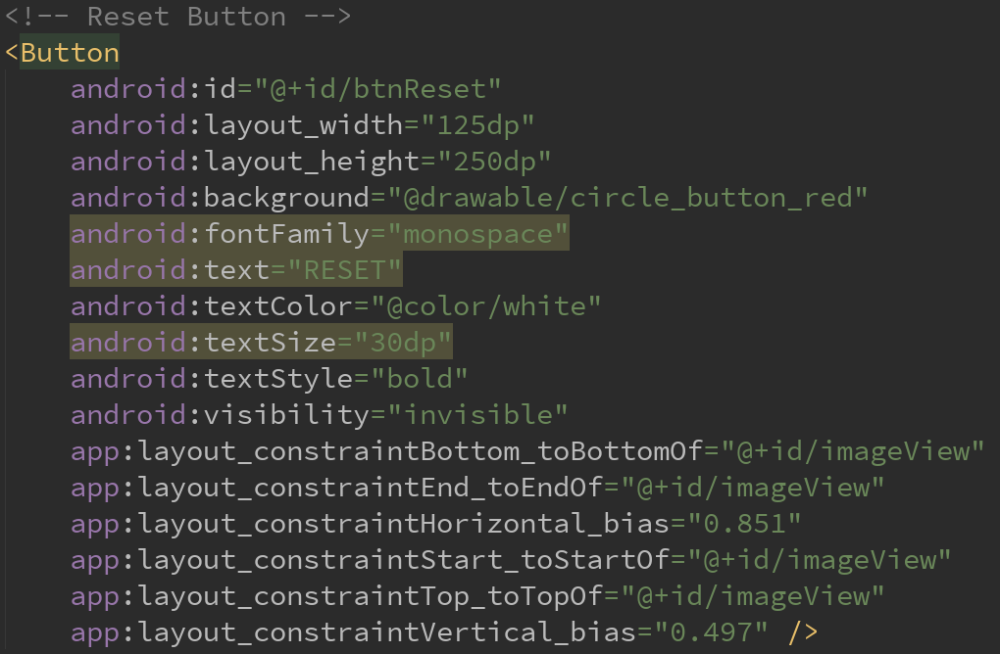 <!-- Reset Button -->
<Button
    android:id="@+id/btnReset"
    android:layout_width="125dp"
    android:layout_height="250dp"
    android:background="@drawable/circle_button_red"
    android:fontFamily="monospace"
    android:text="RESET"
    android:textColor="@color/white"
    android:textSize="30dp"
    android:textStyle="bold"
    android:visibility="invisible"
    app:layout_constraintBottom_toBottomOf="@+id/imageView"
    app:layout_constraintEnd_toEndOf="@+id/imageView"
    app:layout_constraintHorizontal_bias="0.851"
    app:layout_constraintStart_toStartOf="@+id/imageView"
    app:layout_constraintTop_toTopOf="@+id/imageView"
    app:layout_constraintVertical_bias="0.497" />